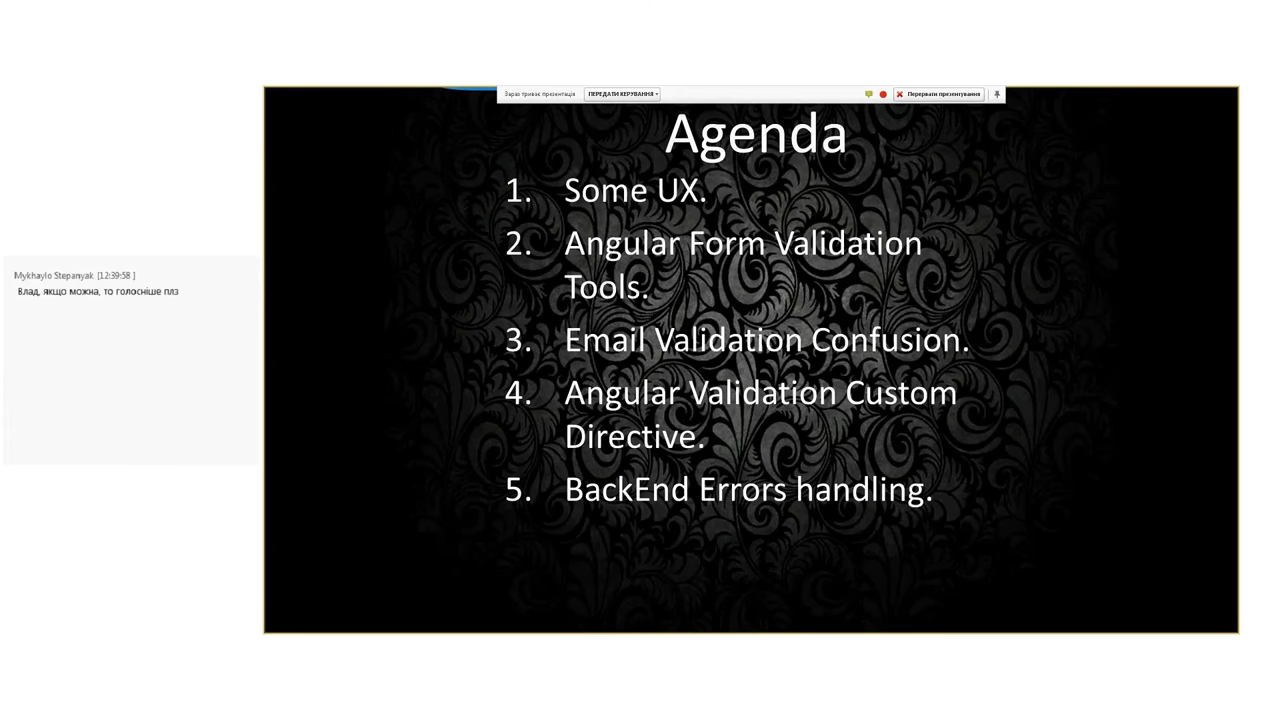 Зараз триває презентація ПЕРЕДАТИ КЕРУВАННЯ Перервати презентування
Agenda
1. Some UX.
2. Angular Form Validation
Tools.
3. Email Validation Confusion.
4. Angular Validation Custom
Directive.
5. BackEnd Errors handling.
Mykhaylo Stepanyak [12:39:58 ]
Влад, якщо можна, то голосніше плз